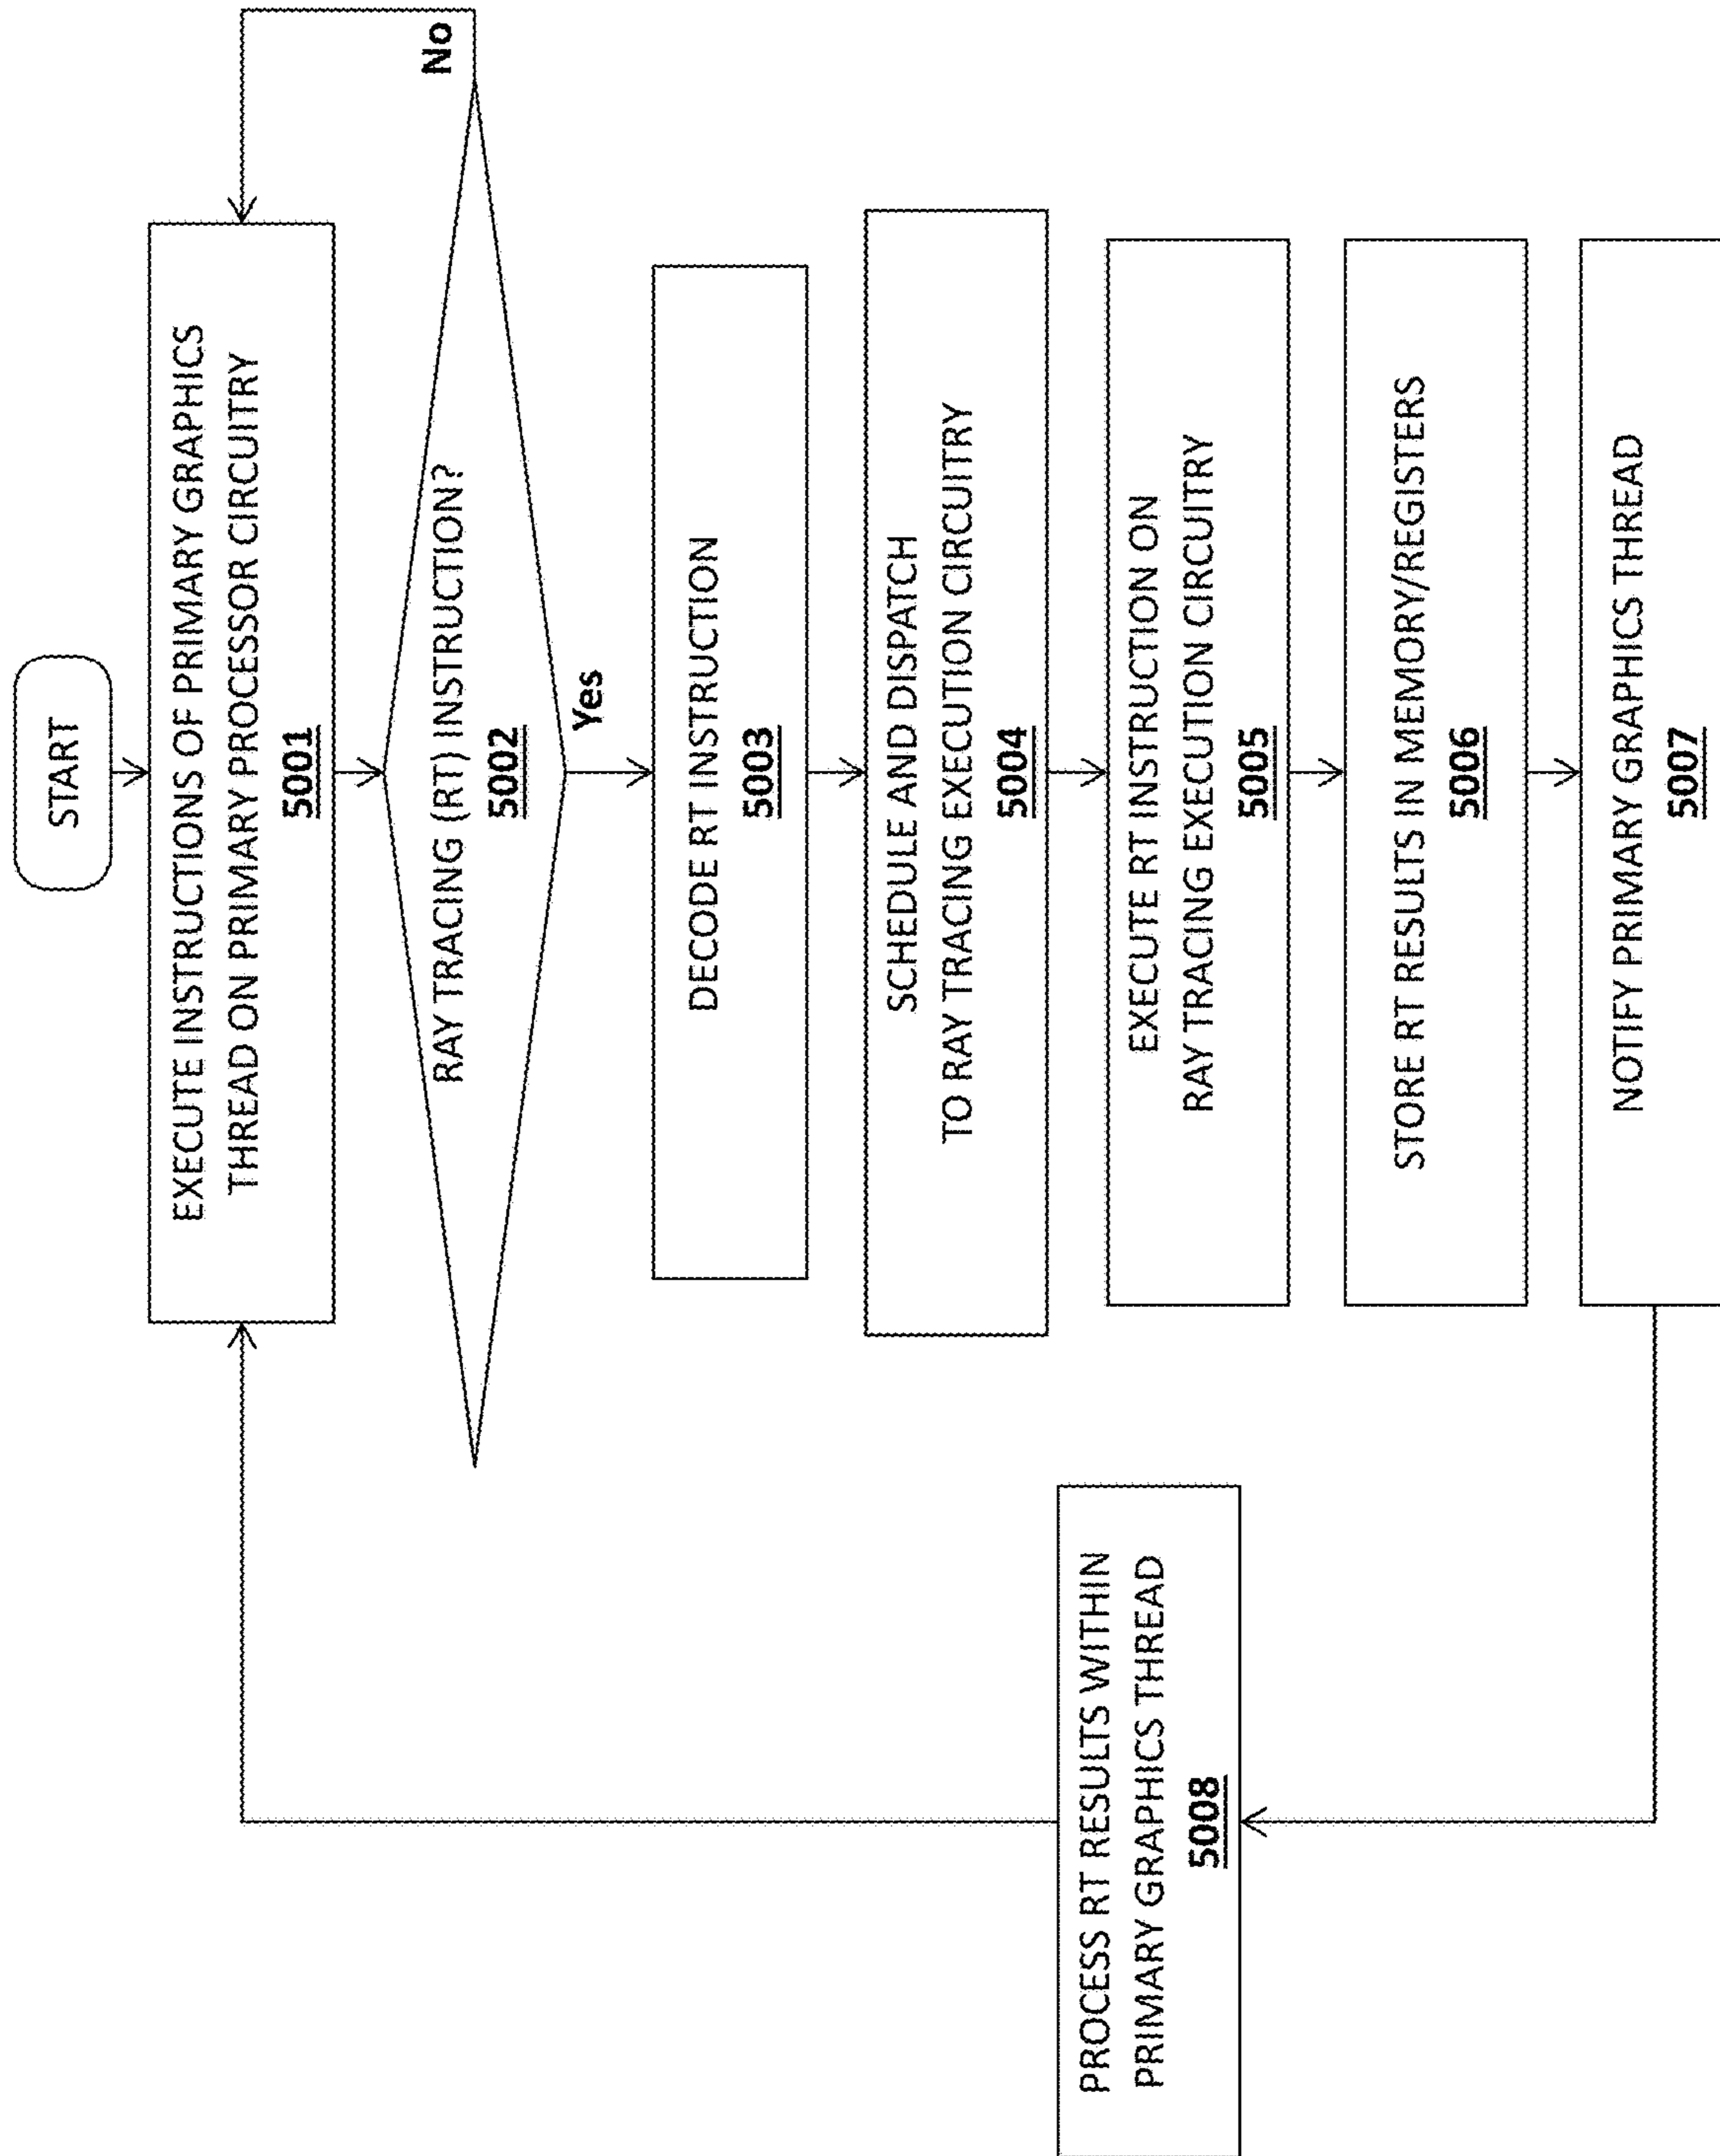 START
EXECUTE INSTRUCTIONS OF PRIMARY GRAPHICS
THREAD ON PRIMARY PROCESSOR CIRCUITRY
5001
No
RAY TRACING (RT) INSTRUCTION?
5002
Yes
DECODE RT INSTRUCTION
5003
SCHEDULE AND DISPATCH
TO RAY TRACING EXECUTION CIRCUITRY
5004
EXECUTE RT INSTRUCTION ON
RAY TRACING EXECUTION CIRCUITRY
5005
STORE RT RESULTS IN MEMORY/REGISTERS
5006
NOTIFY PRIMARY GRAPHICS THREAD
5007
PROCESS RT RESULTS WITHIN
PRIMARY GRAPHICS THREAD
5008